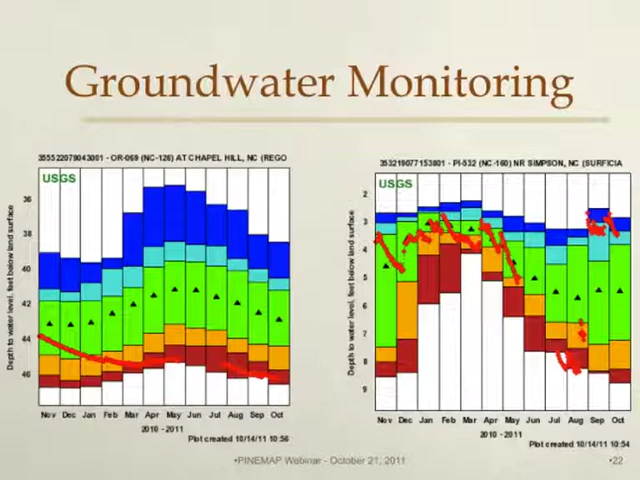 Groundwater Monitoring
355522079043001 - OR-069 (NC-126) AT CHAPEL HILL, NC (REGO
USGS
Depth to water level, feet below land surface
36
38
40
42
44
46
Nov Dec Jan Feb Mar Apr May Jun Jul Aug Sep Oct
2010 - 2011
Plot created 10/14/11 10:56
353219077153801 - PI-532 (NC-160) NR SIMPSON, NC (SURFICIA
USGS
Depth to water level, feet below land surface
2
3
4
5
6
7
8
9
Nov Dec Jan Feb Mar Apr May Jun Jul Aug Sep Oct
2010 - 2011
Plot created 10/14/11 10:54
•PINEMAP Webinar - October 21, 2011
•22